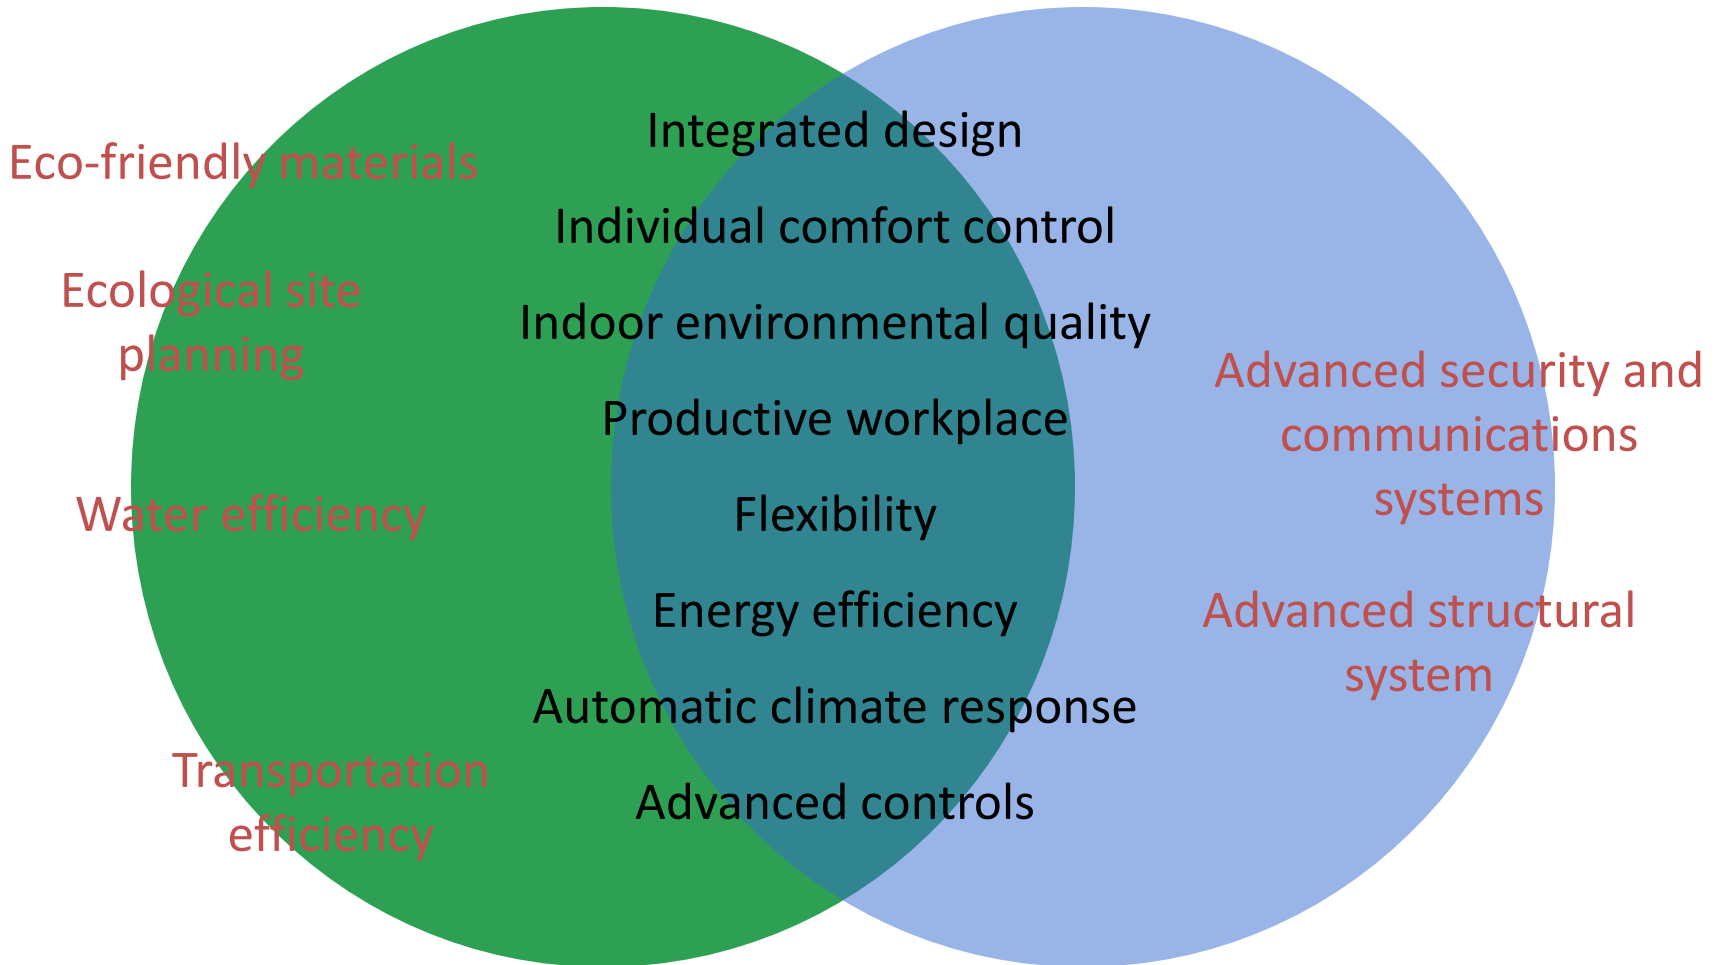 Eco-friendly materials
Ecological site
planning
Water efficiency
Transportation
efficiency
Integrated design
Individual comfort control
Indoor environmental quality
Productive workplace
Flexibility
Energy efficiency
Automatic climate response
Advanced controls
Advanced security and
communications
systems
Advanced structural
system